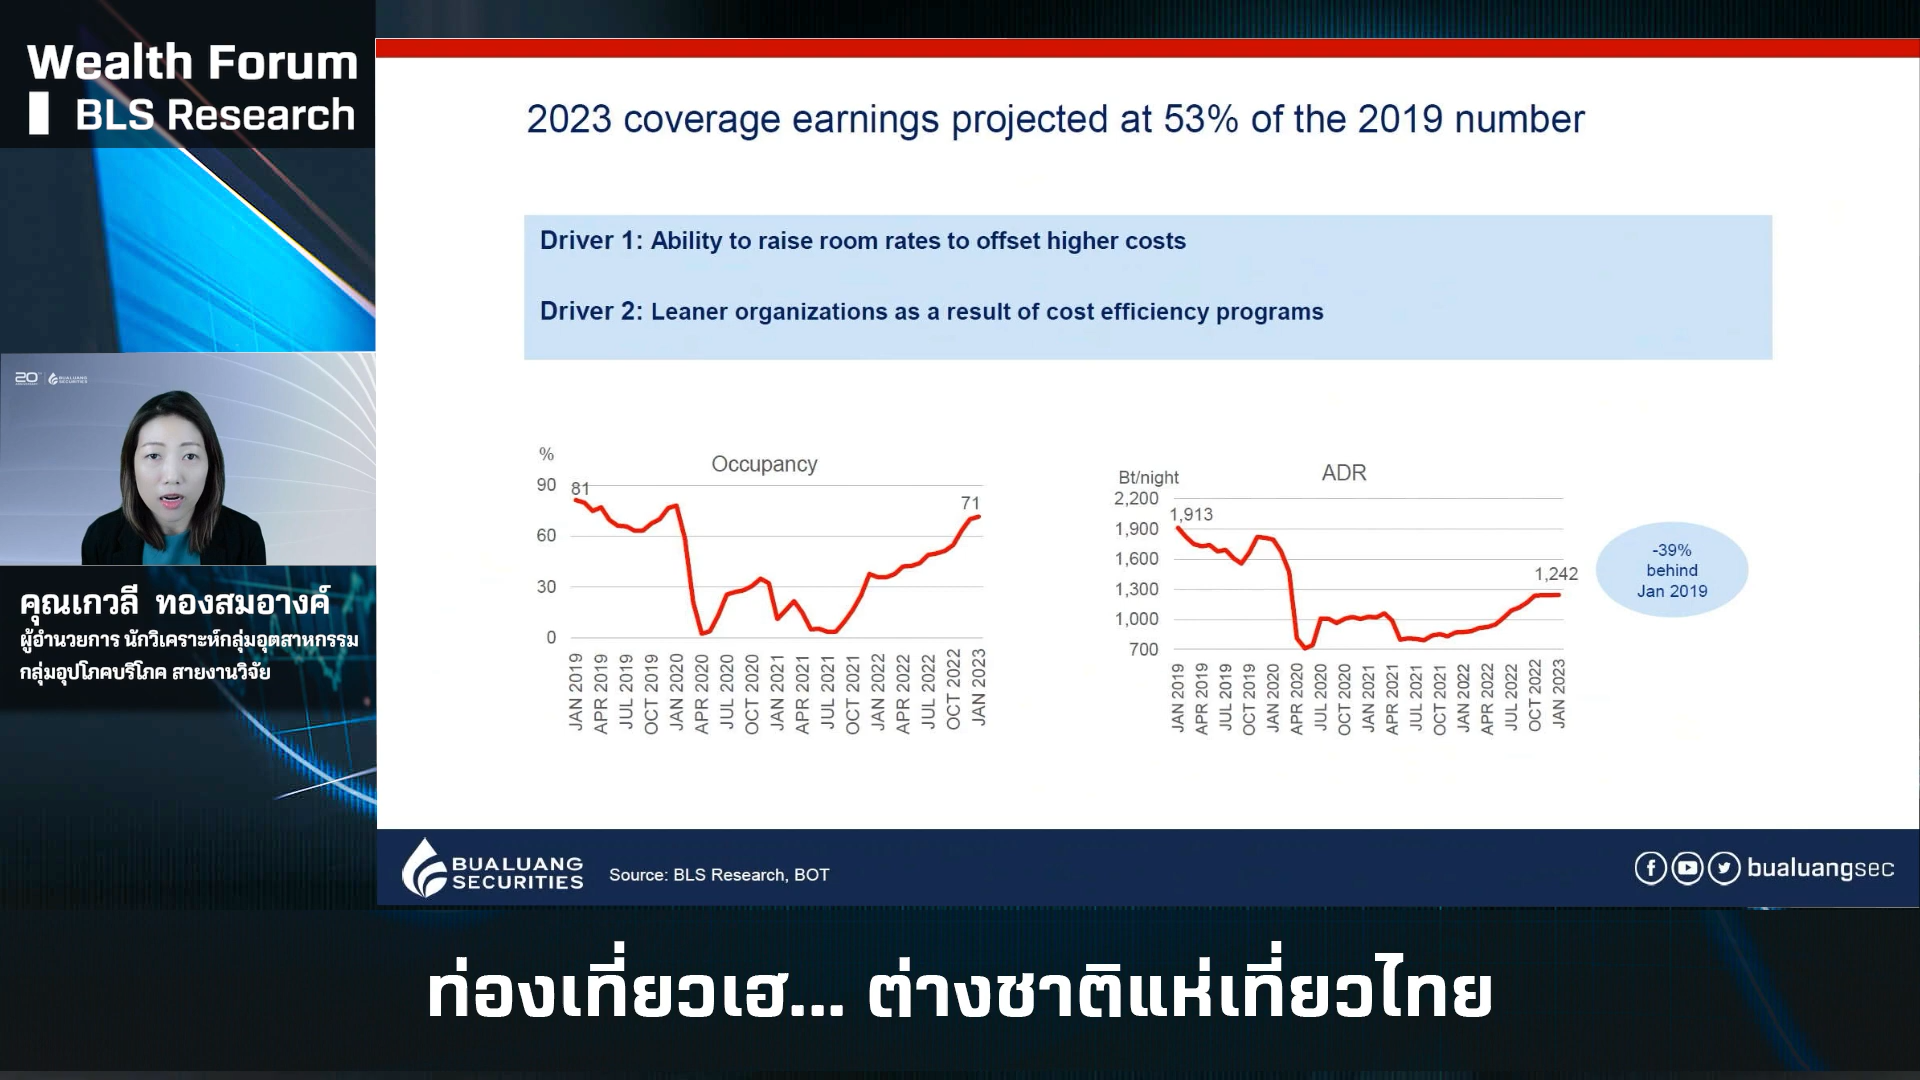 Wealth Forum
BLS Research
20
BUALUANG
SECURITIES
คุณเกวลี ทองสมอางค์
ผู้อำนวยการ นักวิเคราะห์กลุ่มอุตสาหกรรม
กลุ่มอุปโภคบริโภค สายงานวิจัย
2023 coverage earnings projected at 53% of the 2019 number
Driver 1: Ability to raise room rates to offset higher costs
Driver 2: Leaner organizations as a result of cost efficiency programs
%
Occupancy
90
60
30
0
81
71
JAN 2019
APR 2019
JUL 2019
OCT 2019
JAN 2020
APR 2020
JUL 2020
OCT 2020
JAN 2021
APR 2021
JUL 2021
OCT 2021
JAN 2022
APR 2022
JUL 2022
OCT 2022
JAN 2023
Bt/night
ADR
2,200
1,900
1,600
1,300
1,000
700
1,913
1,242
JAN 2019
APR 2019
JUL 2019
OCT 2019
JAN 2020
APR 2020
JUL 2020
OCT 2020
JAN 2021
APR 2021
JUL 2021
OCT 2021
JAN 2022
APR 2022
JUL 2022
OCT 2022
JAN 2023
-39%
behind
Jan 2019
BUALUANG
SECURITIES
Source: BLS Research, BOT
bualuangsec
ท่องเที่ยวเฮ... ต่างชาติแห่เที่ยวไทย